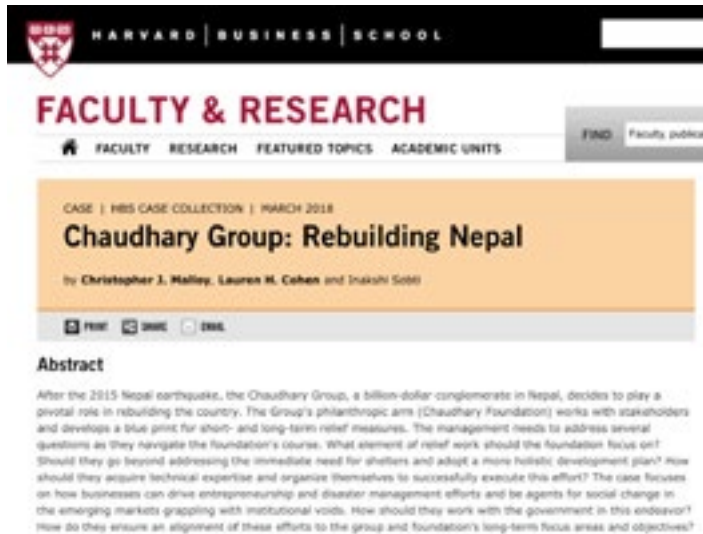 HARVARD | BUSINESS | SCHOOL
FACULTY & RESEARCH
FIND Faculty, publica
FACULTY RESEARCH FEATURED TOPICS ACADEMIC UNITS
CASE | HBS CASE COLLECTION | MARCH 2018
Chaudhary Group: Rebuilding Nepal
by Christopher J. Malloy, Lauren H. Cohen and Inakshi Sobti
PRINT SHARE EMAIL
Abstract
After the 2015 Nepal earthquake, the Chaudhary Group, a billion-dollar conglomerate in Nepal, decides to play a
pivotal role in rebuilding the country. The Group's philanthropic arm (Chaudhary Foundation) works with stakeholders
and develops a blue print for short- and long-term relief measures. The management needs to address several
questions as they navigate the foundation's course. What element of relief work should the foundation focus on?
Should they go beyond addressing the immediate need for shelters and adopt a more holistic development plan? How
should they acquire technical expertise and organize themselves to successfully execute this effort? The case focuses
on how businesses can drive entrepreneurship and disaster management efforts and be agents for social change in
the emerging markets grappling with institutional voids. How should they work with the government in this endeavor?
How do they ensure an alignment of these efforts to the group and foundation's long-term focus areas and objectives?